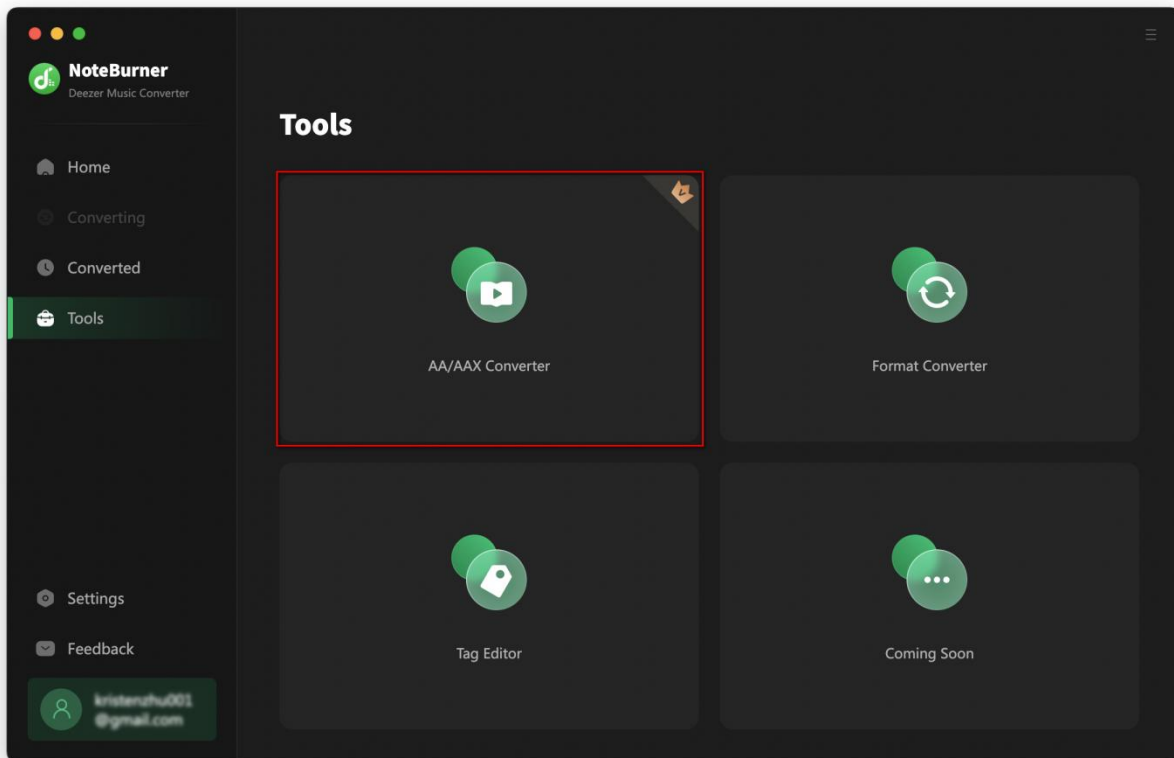 NoteBurner
Deezer Music Converter
Home
Converting
Converted
Tools
Settings
Feedback
Tools
AA/AAX Converter
Format Converter
Tag Editor
Coming Soon